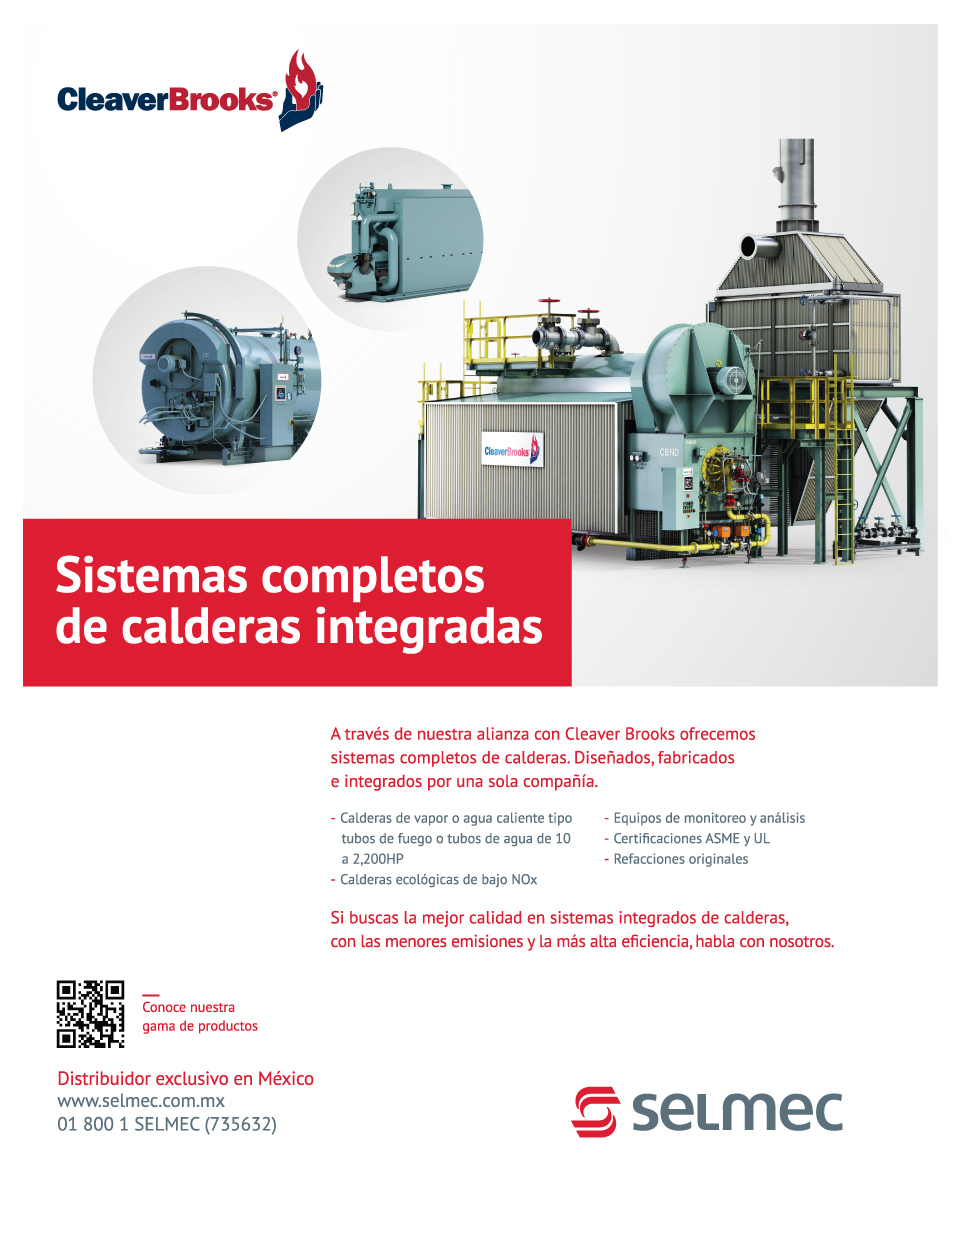 CleaverBrooks®
CleaverBrooks
CBND
Sistemas completos
de calderas integradas
A través de nuestra alianza con Cleaver Brooks ofrecemos
sistemas completos de calderas. Diseñados, fabricados
e integrados por una sola compañía.
- Calderas de vapor o agua caliente tipo
tubos de fuego o tubos de agua de 10
a 2,200HP
- Calderas ecológicas de bajo NOx
- Equipos de monitoreo y análisis
- Certificaciones ASME y UL
- Refacciones originales
Si buscas la mejor calidad en sistemas integrados de calderas,
con las menores emisiones y la más alta eficiencia, habla con nosotros.
Conoce nuestra
gama de productos
Distribuidor exclusivo en México
www.selmec.com.mx
01 800 1 SELMEC (735632)
selmec